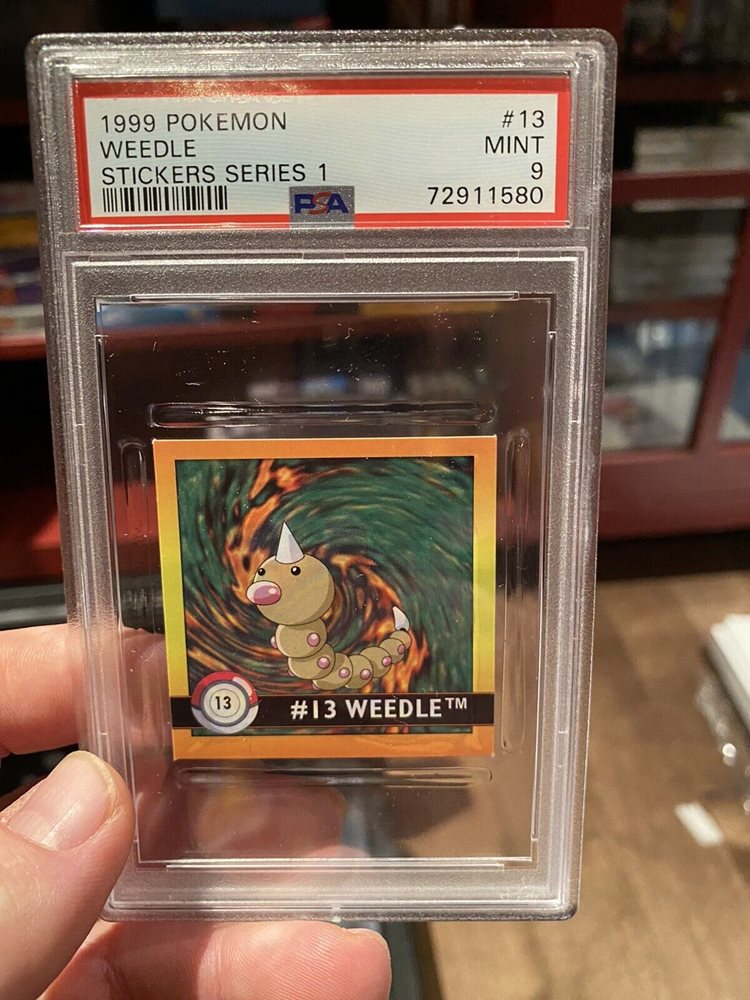 1999 POKEMON #13
WEEDLE MINT
STICKERS SERIES 1 9
PSA 72911580
13 #13 WEEDLE™